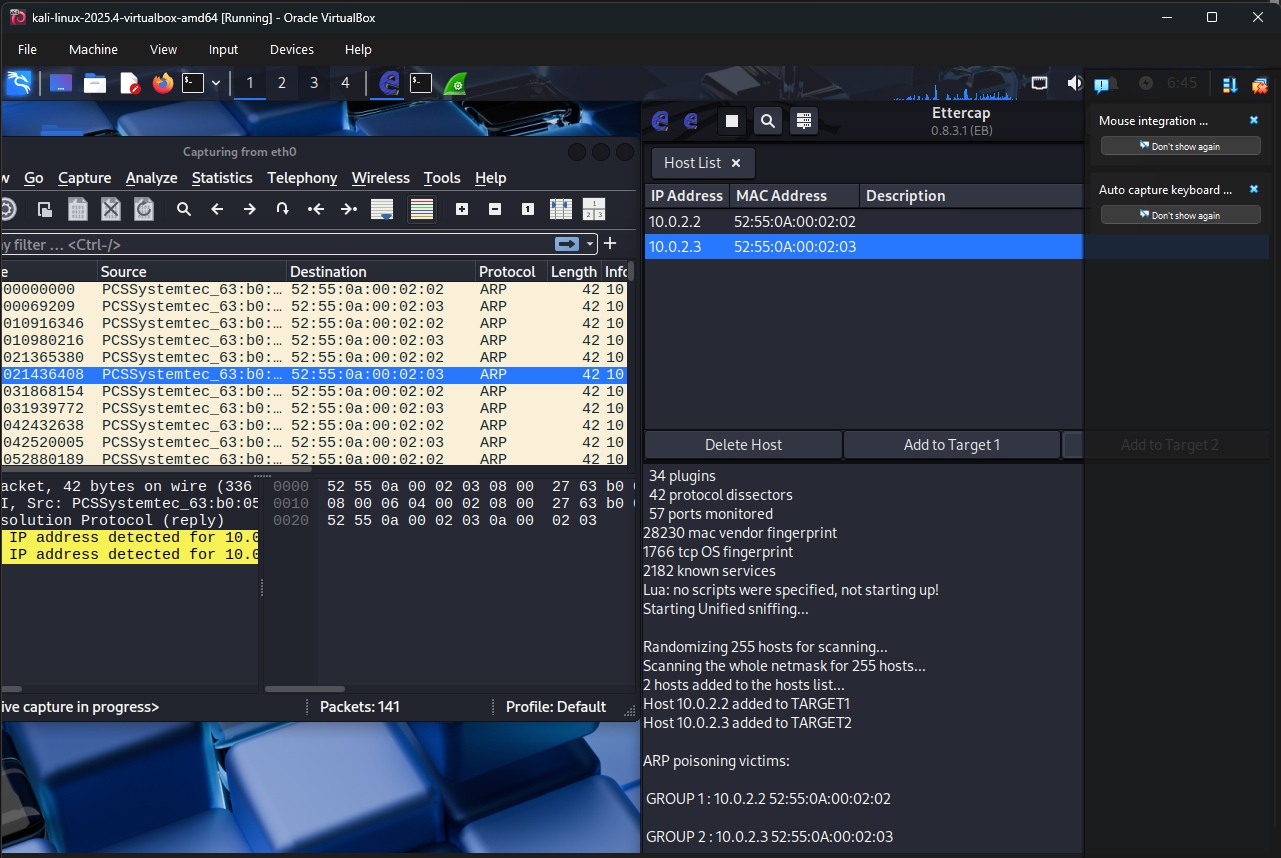 kali-linux-2025.4-virtualbox-amd64 [Running] - Oracle VirtualBox
File Machine View Input Devices Help
1 2 3 4
6:45
Capturing from eth0
w Go Capture Analyze Statistics Telephony Wireless Tools Help
y filter ... <Ctrl-/>
e Source Destination Protocol Length Info
00000000 PCSSystemtec_63:b0:… 52:55:0a:00:02:02 ARP 42 10
00069209 PCSSystemtec_63:b0:… 52:55:0a:00:02:03 ARP 42 10
010916346 PCSSystemtec_63:b0:… 52:55:0a:00:02:02 ARP 42 10
010980216 PCSSystemtec_63:b0:… 52:55:0a:00:02:03 ARP 42 10
021365380 PCSSystemtec_63:b0:… 52:55:0a:00:02:02 ARP 42 10
021436408 PCSSystemtec_63:b0:… 52:55:0a:00:02:03 ARP 42 10
031868154 PCSSystemtec_63:b0:… 52:55:0a:00:02:02 ARP 42 10
031939772 PCSSystemtec_63:b0:… 52:55:0a:00:02:03 ARP 42 10
042432638 PCSSystemtec_63:b0:… 52:55:0a:00:02:02 ARP 42 10
042520005 PCSSystemtec_63:b0:… 52:55:0a:00:02:03 ARP 42 10
052880189 PCSSystemtec_63:b0:… 52:55:0a:00:02:02 ARP 42 10
acket, 42 bytes on wire (336
I, Src: PCSSystemtec_63:b0:05
solution Protocol (reply)
IP address detected for 10.0
IP address detected for 10.0
0000 52 55 0a 00 02 03 08 00 27 63 b0
0010 08 00 06 04 00 02 08 00 27 63 b0
0020 52 55 0a 00 02 03 0a 00 02 03
ive capture in progress> Packets: 141 Profile: Default
Ettercap
0.8.3.1 (EB)
Host List
IP Address MAC Address Description
10.0.2.2 52:55:0A:00:02:02
10.0.2.3 52:55:0A:00:02:03
Delete Host Add to Target 1 Add to Target 2
34 plugins
42 protocol dissectors
57 ports monitored
28230 mac vendor fingerprint
1766 tcp OS fingerprint
2182 known services
Lua: no scripts were specified, not starting up!
Starting Unified sniffing...
Randomizing 255 hosts for scanning...
Scanning the whole netmask for 255 hosts...
2 hosts added to the hosts list...
Host 10.0.2.2 added to TARGET1
Host 10.0.2.3 added to TARGET2
ARP poisoning victims:
GROUP 1 : 10.0.2.2 52:55:0A:00:02:02
GROUP 2 : 10.0.2.3 52:55:0A:00:02:03
Mouse integration ...
Don't show again
Auto capture keyboard ...
Don't show again